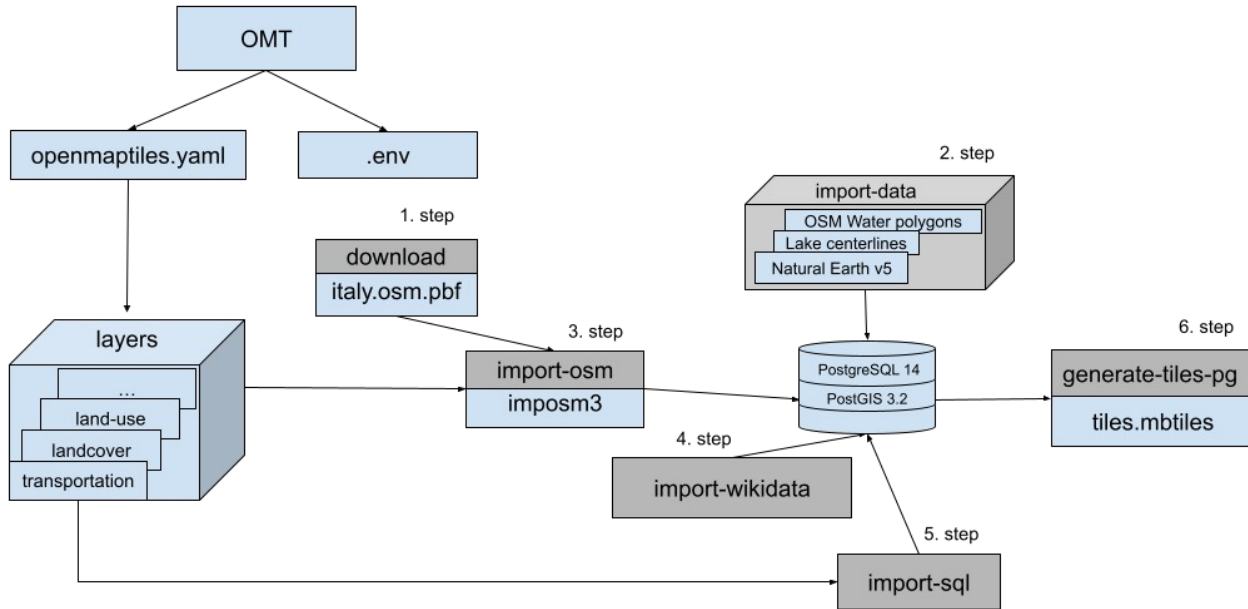 OMT
openmaptiles.yaml
.env
2. step
import-data
OSM Water polygons
Lake centerlines
Natural Earth v5
1. step
download
italy.osm.pbf
layers
...
land-use
landcover
transportation
3. step
import-osm
imposm3
PostgreSQL 14
PostGIS 3.2
6. step
generate-tiles-pg
tiles.mbtiles
4. step
import-wikidata
5. step
import-sql